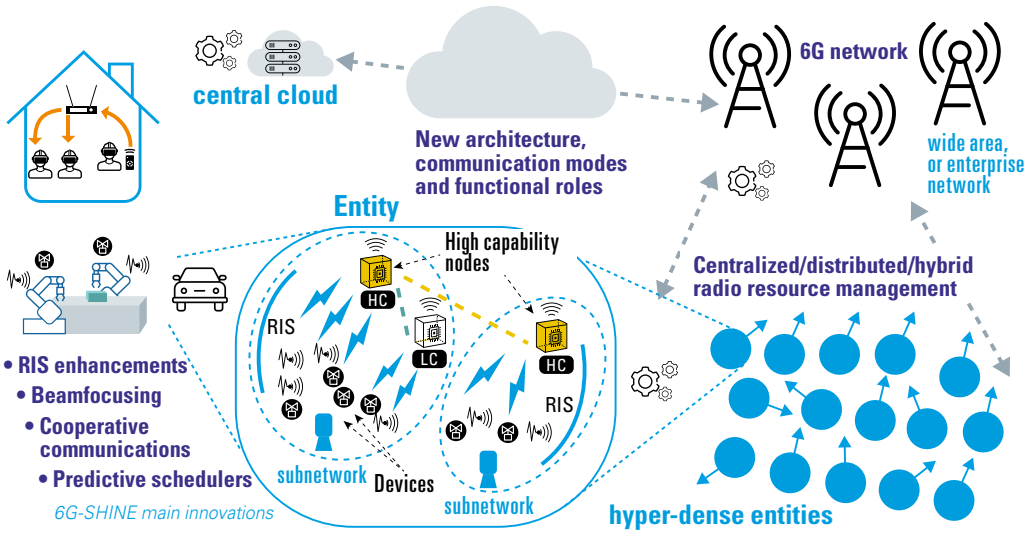 central cloud
6G network
wide area,
or enterprise
network
New architecture,
communication modes
and functional roles
Entity
High capability
nodes
HC
RIS
LC
HC
RIS
subnetwork
Devices
subnetwork
Centralized/distributed/hybrid
radio resource management
hyper-dense entities
• RIS enhancements
• Beamfocusing
• Cooperative
communications
• Predictive schedulers
6G-SHINE main innovations